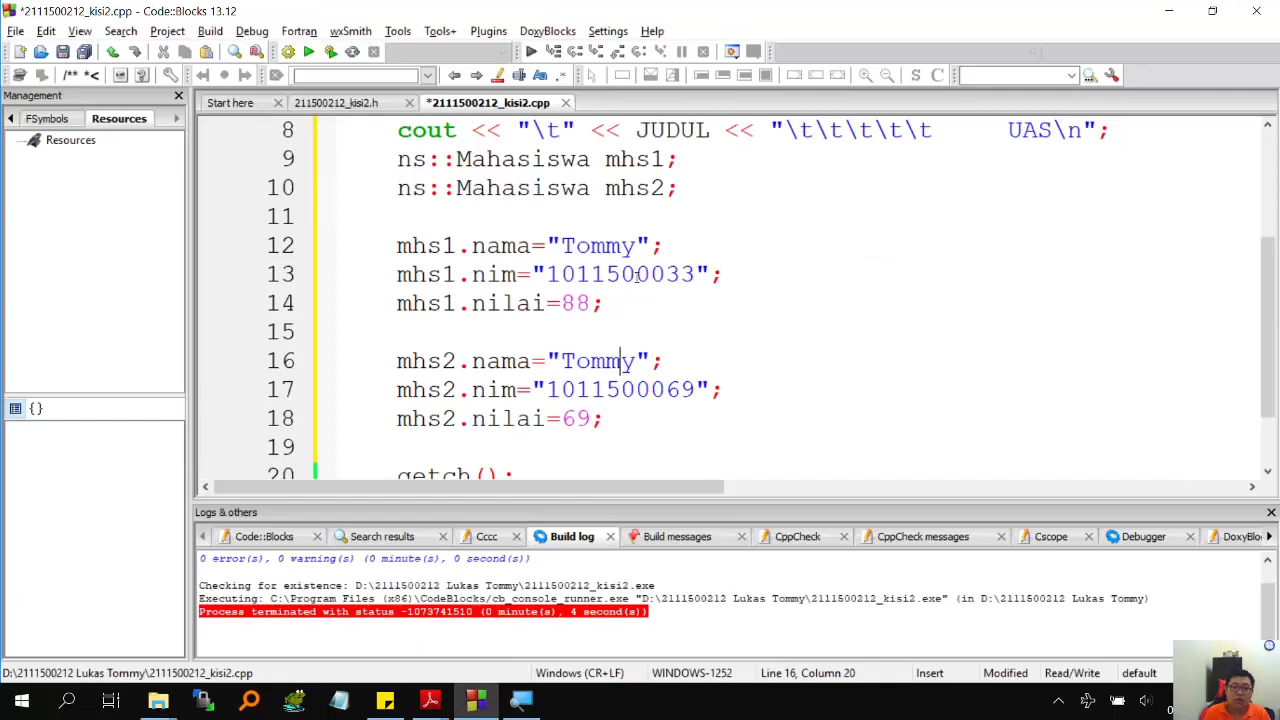 *2111500212_kisi2.cpp - Code::Blocks 13.12
File Edit View Search Project Build Debug Fortran wxSmith Tools Tools+ Plugins DoxyBlocks Settings Help
/** *<
S C
Management
Start here 211500212_kisi2.h *2111500212_kisi2.cpp
FSymbols Resources
Resources
8 cout << "\t" << JUDUL << "\t\t\t\t\t UAS\n";
9 ns::Mahasiswa mhs1;
10 ns::Mahasiswa mhs2;
11
12 mhs1.nama="Tommy";
13 mhs1.nim="1011500033";
14 mhs1.nilai=88;
15
16 mhs2.nama="Tommy";
17 mhs2.nim="1011500069";
18 mhs2.nilai=69;
19
20 getch();
{}
Logs & others
Code::Blocks Search results Cccc Build log Build messages CppCheck CppCheck messages Cscope Debugger DoxyBlo
0 error(s), 0 warning(s) (0 minute(s), 0 second(s))
Checking for existence: D:\2111500212 Lukas Tommy\2111500212_kisi2.exe
Executing: C:\Program Files (x86)\CodeBlocks/cb_console_runner.exe "D:\2111500212 Lukas Tommy\2111500212_kisi2.exe" (in D:\2111500212 Lukas Tommy)
Process terminated with status -1073741510 (0 minute(s), 4 second(s))
D:\2111500212 Lukas Tommy\2111500212_kisi2.cpp Windows (CR+LF) WINDOWS-1252 Line 16, Column 20 Insert Modified Read/Write default